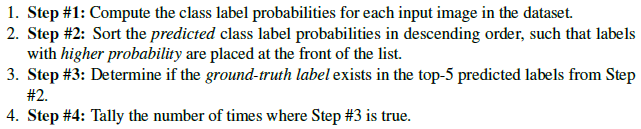 1. Step #1: Compute the class label probabilities for each input image in the dataset.
2. Step #2: Sort the predicted class label probabilities in descending order, such that labels
with higher probability are placed at the front of the list.
3. Step #3: Determine if the ground-truth label exists in the top-5 predicted labels from Step
#2.
4. Step #4: Tally the number of times where Step #3 is true.